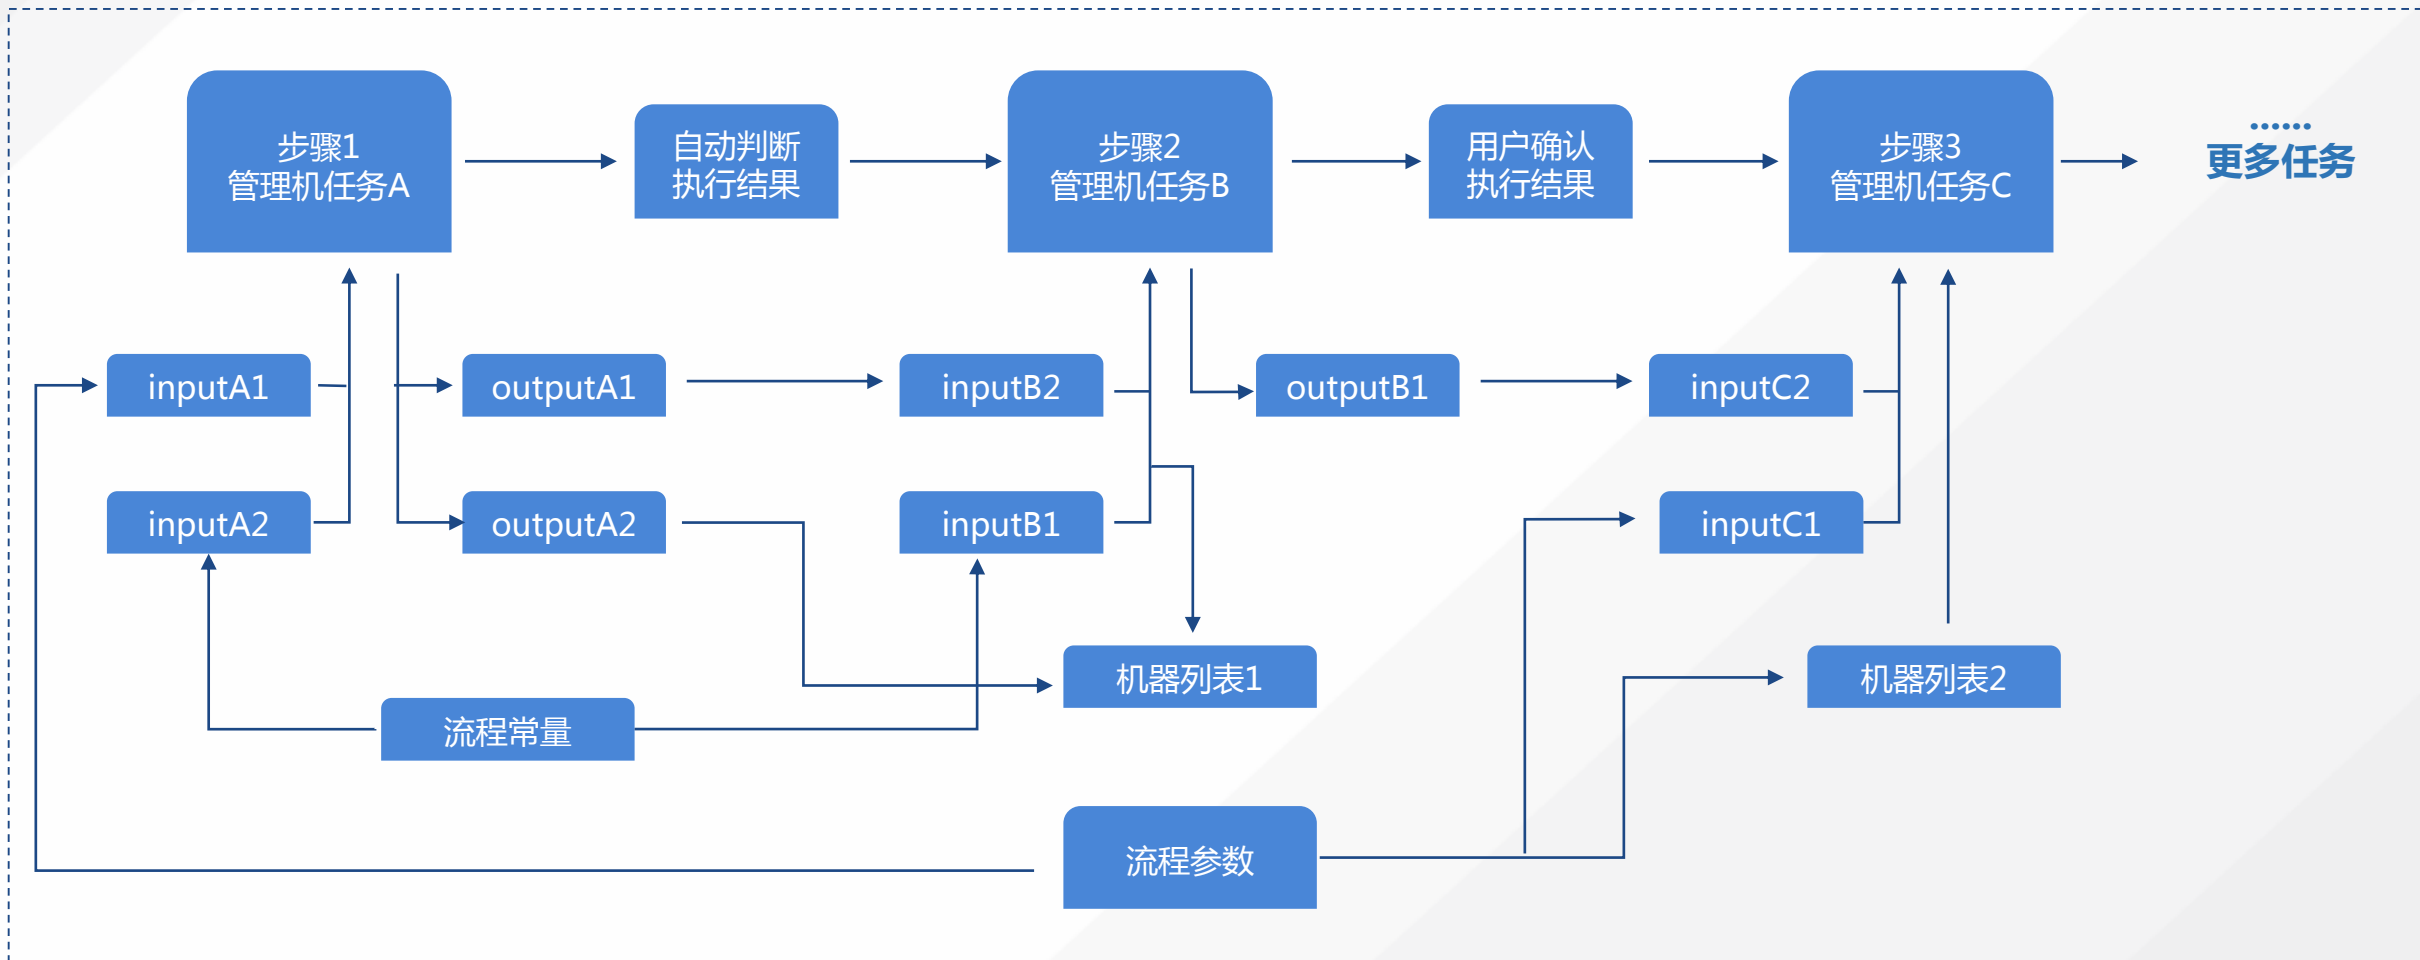 步骤1
管理机任务A
自动判断
执行结果
步骤2
管理机任务B
用户确认
执行结果
步骤3
管理机任务C
……
更多任务
inputA1
outputA1
inputB2
outputB1
inputC2
inputA2
outputA2
inputB1
inputC1
机器列表1
机器列表2
流程常量
流程参数